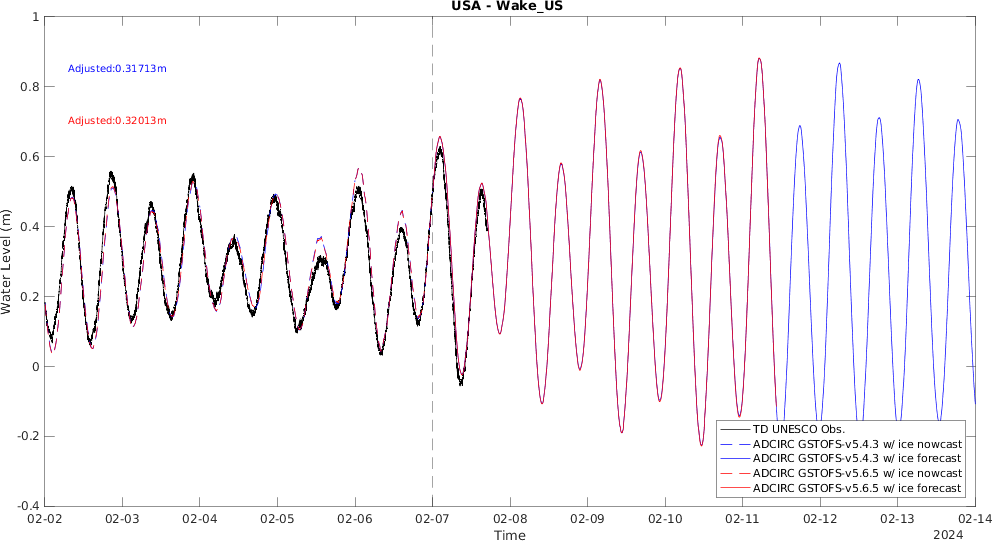 USA - Wake_US
Adjusted:0.31713m
Adjusted:0.32013m
Water Level (m)
1
0.8
0.6
0.4
0.2
0
-0.2
-0.4
TD UNESCO Obs.
ADCIRC GSTOFS-v5.4.3 w/ ice nowcast
ADCIRC GSTOFS-v5.4.3 w/ ice forecast
ADCIRC GSTOFS-v5.6.5 w/ ice nowcast
ADCIRC GSTOFS-v5.6.5 w/ ice forecast
02-02 02-03 02-04 02-05 02-06 02-07 02-08 02-09 02-10 02-11 02-12 02-13 02-14
Time
2024